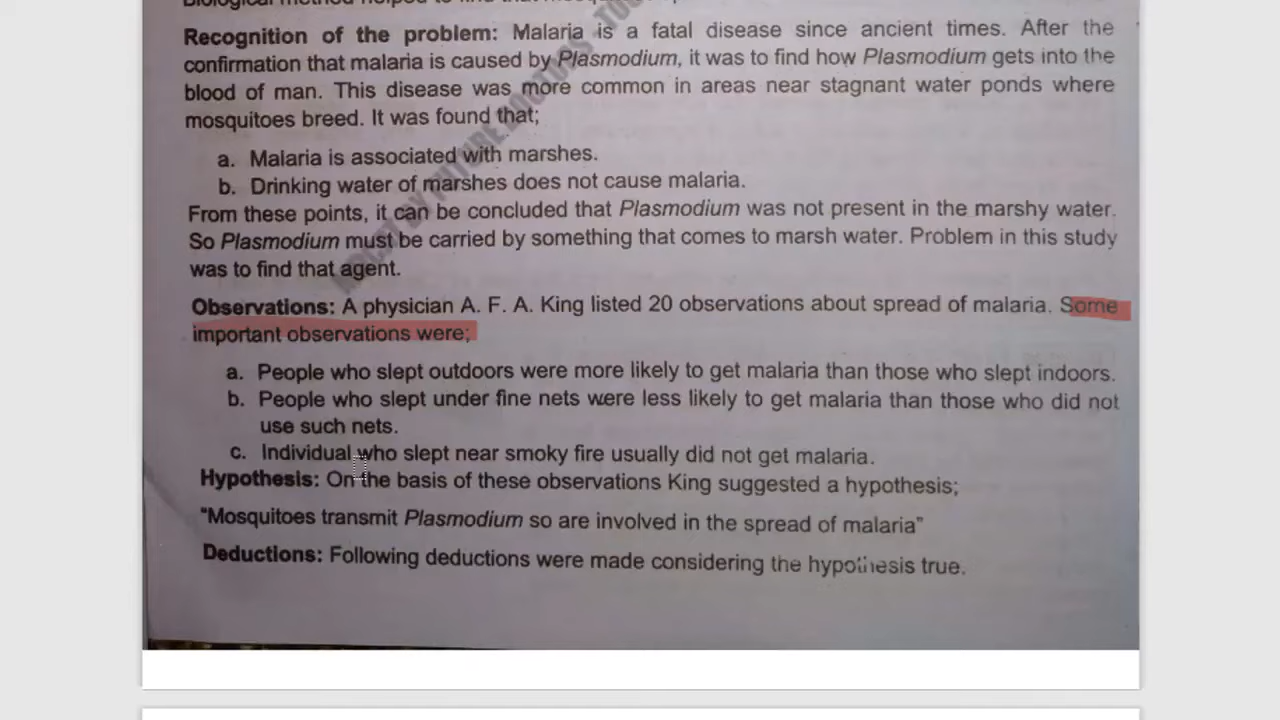 Recognition of the problem: Malaria is a fatal disease since ancient times. After the
confirmation that malaria is caused by Plasmodium, it was to find how Plasmodium gets into the
blood of man. This disease was more common in areas near stagnant water ponds where
mosquitoes breed. It was found that;
a. Malaria is associated with marshes.
b. Drinking water of marshes does not cause malaria.
From these points, it can be concluded that Plasmodium was not present in the marshy water.
So Plasmodium must be carried by something that comes to marsh water. Problem in this study
was to find that agent.
Observations: A physician A. F. A. King listed 20 observations about spread of malaria. Some
important observations were;
a. People who slept outdoors were more likely to get malaria than those who slept indoors.
b. People who slept under fine nets were less likely to get malaria than those who did not
use such nets.
c. Individual who slept near smoky fire usually did not get malaria.
Hypothesis: On the basis of these observations King suggested a hypothesis;
"Mosquitoes transmit Plasmodium so are involved in the spread of malaria"
Deductions: Following deductions were made considering the hypothesis true.